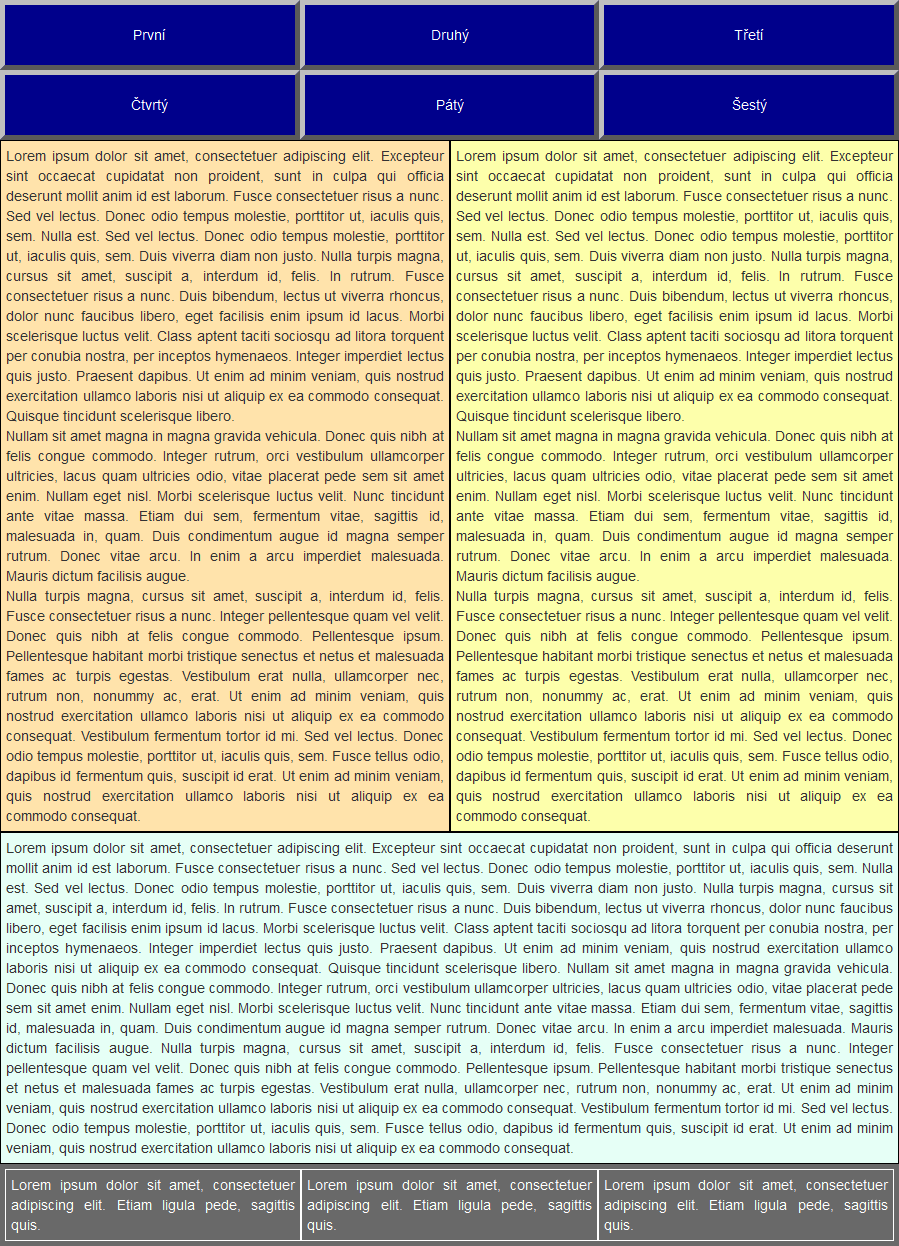 První
Druhý
Třetí
Čtvrtý
Pátý
Šestý
Lorem ipsum dolor sit amet, consectetuer adipiscing elit. Excepteur
sint occaecat cupidatat non proident, sunt in culpa qui officia
deserunt mollit anim id est laborum. Fusce consectetuer risus a nunc.
Sed vel lectus. Donec odio tempus molestie, porttitor ut, iaculis quis,
sem. Nulla est. Sed vel lectus. Donec odio tempus molestie, porttitor
ut, iaculis quis, sem. Duis viverra diam non justo. Nulla turpis magna,
cursus sit amet, suscipit a, interdum id, felis. In rutrum. Fusce
consectetuer risus a nunc. Duis bibendum, lectus ut viverra rhoncus,
dolor nunc faucibus libero, eget facilisis enim ipsum id lacus. Morbi
scelerisque luctus velit. Class aptent taciti sociosqu ad litora torquent
per conubia nostra, per inceptos hymenaeos. Integer imperdiet lectus
quis justo. Praesent dapibus. Ut enim ad minim veniam, quis nostrud
exercitation ullamco laboris nisi ut aliquip ex ea commodo consequat.
Quisque tincidunt scelerisque libero.
Nullam sit amet magna in magna gravida vehicula. Donec quis nibh at
felis congue commodo. Integer rutrum, orci vestibulum ullamcorper
ultricies, lacus quam ultricies odio, vitae placerat pede sem sit amet
enim. Nullam eget nisl. Morbi scelerisque luctus velit. Nunc tincidunt
ante vitae massa. Etiam dui sem, fermentum vitae, sagittis id,
malesuada in, quam. Duis condimentum augue id magna semper
rutrum. Donec vitae arcu. In enim a arcu imperdiet malesuada.
Mauris dictum facilisis augue.
Nulla turpis magna, cursus sit amet, suscipit a, interdum id, felis.
Fusce consectetuer risus a nunc. Integer pellentesque quam vel velit.
Donec quis nibh at felis congue commodo. Pellentesque ipsum.
Pellentesque habitant morbi tristique senectus et netus et malesuada
fames ac turpis egestas. Vestibulum erat nulla, ullamcorper nec,
rutrum non, nonummy ac, erat. Ut enim ad minim veniam, quis
nostrud exercitation ullamco laboris nisi ut aliquip ex ea commodo
consequat. Vestibulum fermentum tortor id mi. Sed vel lectus. Donec
odio tempus molestie, porttitor ut, iaculis quis, sem. Fusce tellus odio,
dapibus id fermentum quis, suscipit id erat. Ut enim ad minim veniam,
quis nostrud exercitation ullamco laboris nisi ut aliquip ex ea
commodo consequat.
Lorem ipsum dolor sit amet, consectetuer adipiscing elit. Excepteur
sint occaecat cupidatat non proident, sunt in culpa qui officia
deserunt mollit anim id est laborum. Fusce consectetuer risus a nunc.
Sed vel lectus. Donec odio tempus molestie, porttitor ut, iaculis quis,
sem. Nulla est. Sed vel lectus. Donec odio tempus molestie, porttitor
ut, iaculis quis, sem. Duis viverra diam non justo. Nulla turpis magna,
cursus sit amet, suscipit a, interdum id, felis. In rutrum. Fusce
consectetuer risus a nunc. Duis bibendum, lectus ut viverra rhoncus,
dolor nunc faucibus libero, eget facilisis enim ipsum id lacus. Morbi
scelerisque luctus velit. Class aptent taciti sociosqu ad litora torquent
per conubia nostra, per inceptos hymenaeos. Integer imperdiet lectus
quis justo. Praesent dapibus. Ut enim ad minim veniam, quis nostrud
exercitation ullamco laboris nisi ut aliquip ex ea commodo consequat.
Quisque tincidunt scelerisque libero.
Nullam sit amet magna in magna gravida vehicula. Donec quis nibh at
felis congue commodo. Integer rutrum, orci vestibulum ullamcorper
ultricies, lacus quam ultricies odio, vitae placerat pede sem sit amet
enim. Nullam eget nisl. Morbi scelerisque luctus velit. Nunc tincidunt
ante vitae massa. Etiam dui sem, fermentum vitae, sagittis id,
malesuada in, quam. Duis condimentum augue id magna semper
rutrum. Donec vitae arcu. In enim a arcu imperdiet malesuada.
Mauris dictum facilisis augue.
Nulla turpis magna, cursus sit amet, suscipit a, interdum id, felis.
Fusce consectetuer risus a nunc. Integer pellentesque quam vel velit.
Donec quis nibh at felis congue commodo. Pellentesque ipsum.
Pellentesque habitant morbi tristique senectus et netus et malesuada
fames ac turpis egestas. Vestibulum erat nulla, ullamcorper nec,
rutrum non, nonummy ac, erat. Ut enim ad minim veniam, quis
nostrud exercitation ullamco laboris nisi ut aliquip ex ea commodo
consequat. Vestibulum fermentum tortor id mi. Sed vel lectus. Donec
odio tempus molestie, porttitor ut, iaculis quis, sem. Fusce tellus odio,
dapibus id fermentum quis, suscipit id erat. Ut enim ad minim veniam,
quis nostrud exercitation ullamco laboris nisi ut aliquip ex ea
commodo consequat.
Lorem ipsum dolor sit amet, consectetuer adipiscing elit. Excepteur sint occaecat cupidatat non proident, sunt in culpa qui officia deserunt
mollit anim id est laborum. Fusce consectetuer risus a nunc. Sed vel lectus. Donec odio tempus molestie, porttitor ut, iaculis quis, sem. Nulla
est. Sed vel lectus. Donec odio tempus molestie, porttitor ut, iaculis quis, sem. Duis viverra diam non justo. Nulla turpis magna, cursus sit
amet, suscipit a, interdum id, felis. In rutrum. Fusce consectetuer risus a nunc. Duis bibendum, lectus ut viverra rhoncus, dolor nunc faucibus
libero, eget facilisis enim ipsum id lacus. Morbi scelerisque luctus velit. Class aptent taciti sociosqu ad litora torquent per conubia nostra, per
inceptos hymenaeos. Integer imperdiet lectus quis justo. Praesent dapibus. Ut enim ad minim veniam, quis nostrud exercitation ullamco
laboris nisi ut aliquip ex ea commodo consequat. Quisque tincidunt scelerisque libero. Nullam sit amet magna in magna gravida vehicula.
Donec quis nibh at felis congue commodo. Integer rutrum, orci vestibulum ullamcorper ultricies, lacus quam ultricies odio, vitae placerat pede
sem sit amet enim. Nullam eget nisl. Morbi scelerisque luctus velit. Nunc tincidunt ante vitae massa. Etiam dui sem, fermentum vitae, sagittis
id, malesuada in, quam. Duis condimentum augue id magna semper rutrum. Donec vitae arcu. In enim a arcu imperdiet malesuada. Mauris
dictum facilisis augue. Nulla turpis magna, cursus sit amet, suscipit a, interdum id, felis. Fusce consectetuer risus a nunc. Integer
pellentesque quam vel velit. Donec quis nibh at felis congue commodo. Pellentesque ipsum. Pellentesque habitant morbi tristique senectus
et netus et malesuada fames ac turpis egestas. Vestibulum erat nulla, ullamcorper nec, rutrum non, nonummy ac, erat. Ut enim ad minim
veniam, quis nostrud exercitation ullamco laboris nisi ut aliquip ex ea commodo consequat. Vestibulum fermentum tortor id mi. Sed vel lectus.
Donec odio tempus molestie, porttitor ut, iaculis quis, sem. Fusce tellus odio, dapibus id fermentum quis, suscipit id erat. Ut enim ad minim
veniam, quis nostrud exercitation ullamco laboris nisi ut aliquip ex ea commodo consequat.
Lorem ipsum dolor sit amet, consectetuer
adipiscing elit. Etiam ligula pede, sagittis
quis.
Lorem ipsum dolor sit amet, consectetuer
adipiscing elit. Etiam ligula pede, sagittis
quis.
Lorem ipsum dolor sit amet, consectetuer
adipiscing elit. Etiam ligula pede, sagittis
quis.